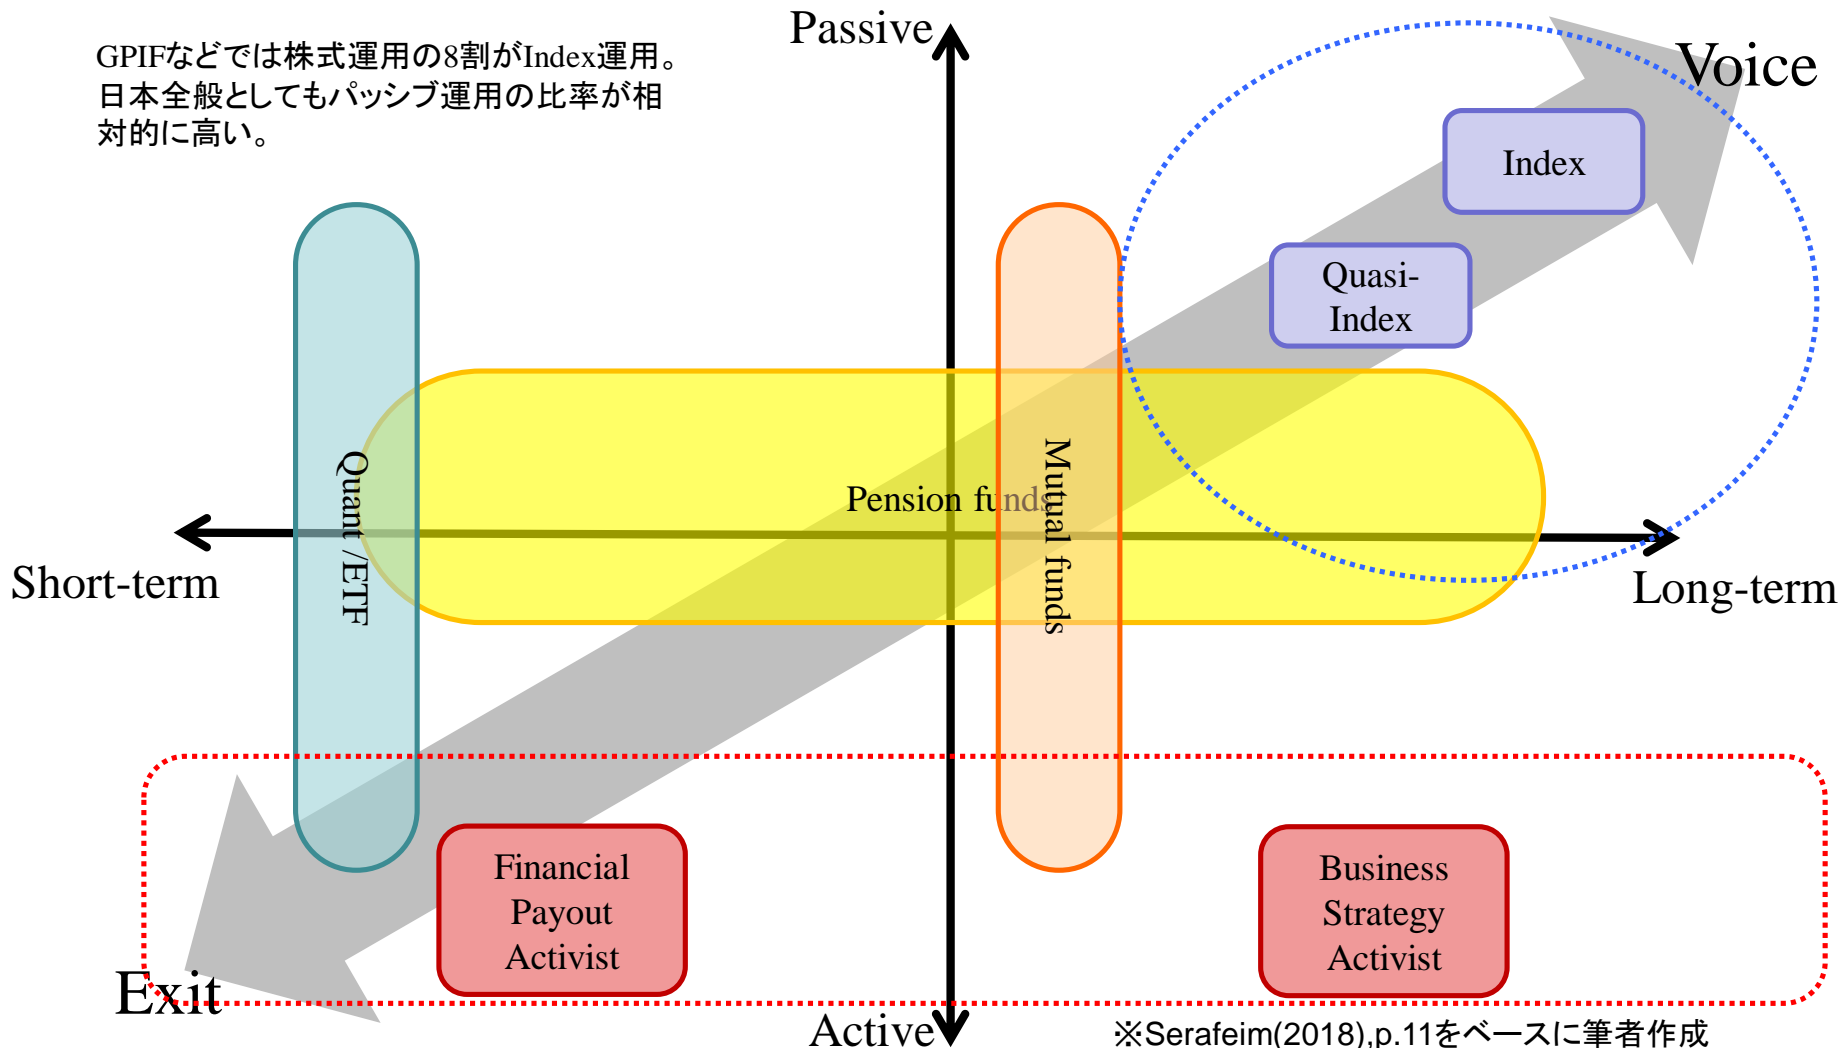 Passive
GPIFなどでは株式運用の8割がIndex運用。
日本全般としてもパッシブ運用の比率が相
対的に高い。
Voice
Index
Quasi-
Index
Pension funds
Mutual funds
Quant /ETF
Short-term
Long-term
Financial
Payout
Activist
Business
Strategy
Activist
Exit
Active
※Serafeim(2018),p.11をベースに筆者作成